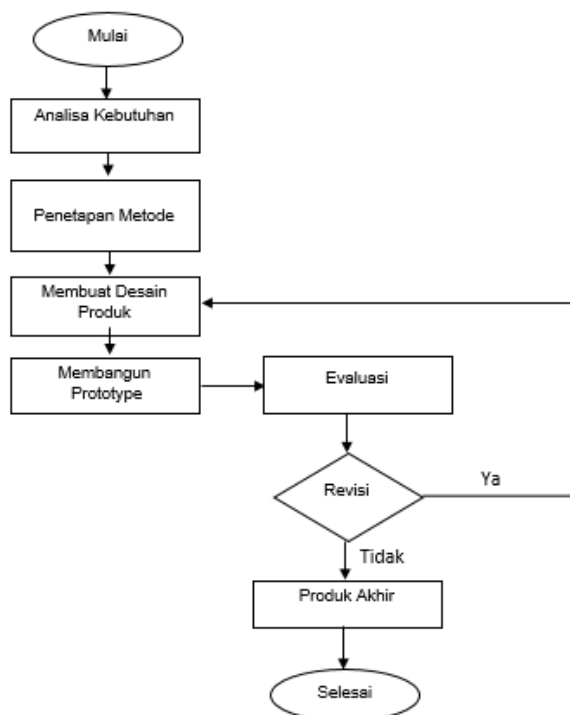 Mulai
Analisa Kebutuhan
Penetapan Metode
Membuat Desain
Produk
Membangun
Prototype
Evaluasi
Revisi
Ya
Tidak
Produk Akhir
Selesai